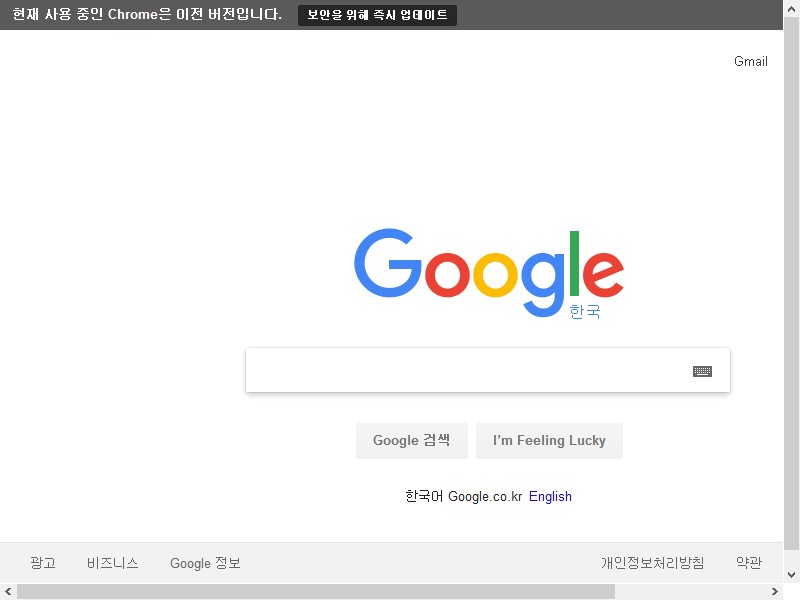 현재 사용 중인 Chrome은 이전 버전입니다. 보안을 위해 즉시 업데이트
Gmail
Google
한국
Google 검색 I’m Feeling Lucky
한국어 Google.co.kr English
광고 비즈니스 Google 정보 개인정보처리방침 약관